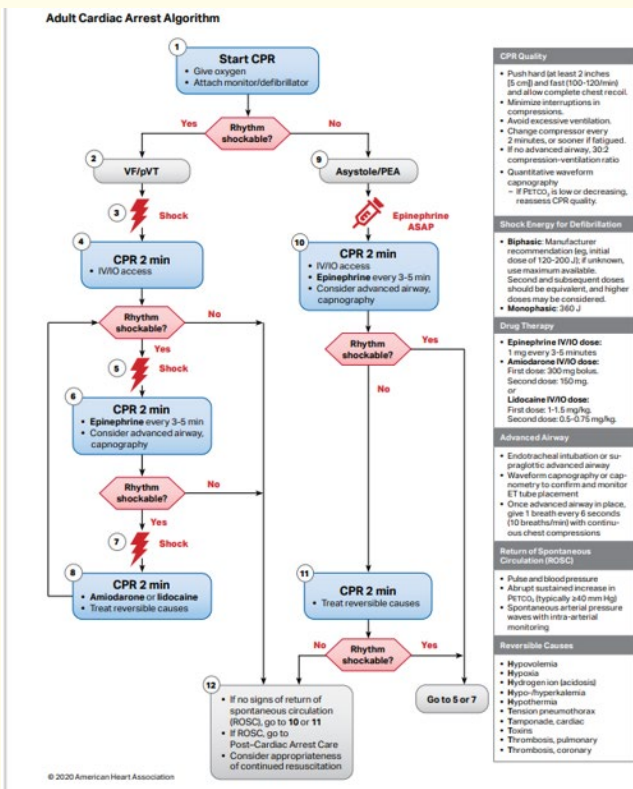 Adult Cardiac Arrest Algorithm
1
Start CPR
• Give oxygen
• Attach monitor/defibrillator
Yes
Rhythm
shockable?
No
2
VF/pVT
9
Asystole/PEA
3
Shock
Epinephrine
ASAP
4
CPR 2 min
• IV/IO access
10
CPR 2 min
• IV/IO access
• Epinephrine every 3-5 min
• Consider advanced airway,
capnography
Rhythm
shockable?
No
Yes
Rhythm
shockable?
Yes
No
5
Shock
6
CPR 2 min
• Epinephrine every 3-5 min
• Consider advanced airway,
capnography
Rhythm
shockable?
No
Yes
7
Shock
8
CPR 2 min
• Amiodarone or lidocaine
• Treat reversible causes
11
CPR 2 min
• Treat reversible causes
No
Rhythm
shockable?
Yes
12
• If no signs of return of
spontaneous circulation
(ROSC), go to 10 or 11
• If ROSC, go to
Post–Cardiac Arrest Care
• Consider appropriateness
of continued resuscitation
Go to 5 or 7
CPR Quality
• Push hard (at least 2 inches
[5 cm]) and fast (100-120/min)
and allow complete chest recoil.
• Minimize interruptions in
compressions.
• Avoid excessive ventilation.
• Change compressor every
2 minutes, or sooner if fatigued.
• If no advanced airway, 30:2
compression-ventilation ratio
• Quantitative waveform
capnography
– If PETCO₂ is low or decreasing,
reassess CPR quality.
Shock Energy for Defibrillation
• Biphasic: Manufacturer
recommendation (eg, initial
dose of 120-200 J); if unknown,
use maximum available.
Second and subsequent doses
should be equivalent, and higher
doses may be considered.
• Monophasic: 360 J
Drug Therapy
• Epinephrine IV/IO dose:
1 mg every 3-5 minutes
• Amiodarone IV/IO dose:
First dose: 300 mg bolus.
Second dose: 150 mg.
or
Lidocaine IV/IO dose:
First dose: 1-1.5 mg/kg.
Second dose: 0.5-0.75 mg/kg.
Advanced Airway
• Endotracheal intubation or su-
praglottic advanced airway
• Waveform capnography or cap-
nometry to confirm and monitor
ET tube placement
• Once advanced airway in place,
give 1 breath every 6 seconds
(10 breaths/min) with continu-
ous chest compressions
Return of Spontaneous
Circulation (ROSC)
• Pulse and blood pressure
• Abrupt sustained increase in
PETCO₂ (typically ≥40 mm Hg)
• Spontaneous arterial pressure
waves with intra-arterial
monitoring
Reversible Causes
• Hypovolemia
• Hypoxia
• Hydrogen ion (acidosis)
• Hypo-/hyperkalemia
• Hypothermia
• Tension pneumothorax
• Tamponade, cardiac
• Toxins
• Thrombosis, pulmonary
• Thrombosis, coronary
© 2020 American Heart Association